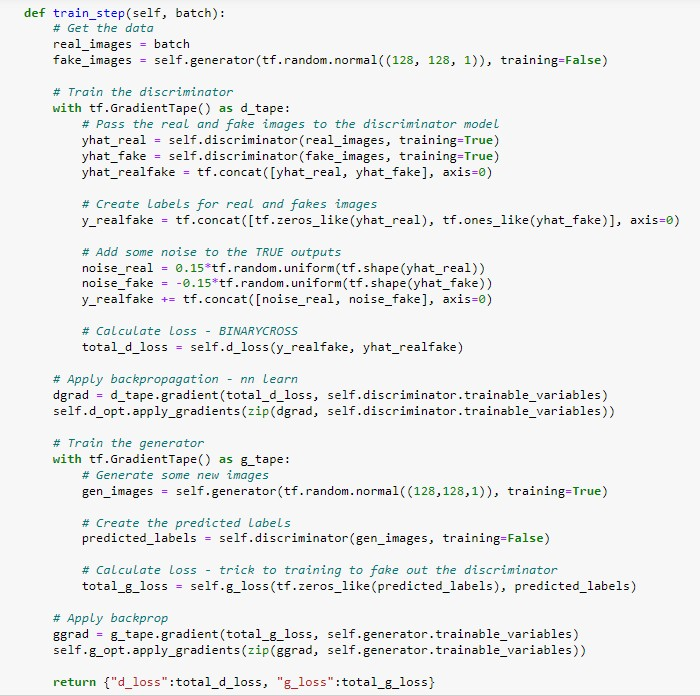 def train_step(self, batch):
# Get the data
real_images = batch
fake_images = self.generator(tf.random.normal((128, 128, 1)), training=False)
# Train the discriminator
with tf.GradientTape() as d_tape:
# Pass the real and fake images to the discriminator model
yhat_real = self.discriminator(real_images, training=True)
yhat_fake = self.discriminator(fake_images, training=True)
yhat_realfake = tf.concat([yhat_real, yhat_fake], axis=0)
# Create labels for real and fakes images
y_realfake = tf.concat([tf.zeros_like(yhat_real), tf.ones_like(yhat_fake)], axis=0)
# Add some noise to the TRUE outputs
noise_real = 0.15*tf.random.uniform(tf.shape(yhat_real))
noise_fake = -0.15*tf.random.uniform(tf.shape(yhat_fake))
y_realfake += tf.concat([noise_real, noise_fake], axis=0)
# Calculate loss - BINARYCROSS
total_d_loss = self.d_loss(y_realfake, yhat_realfake)
# Apply backpropagation - nn learn
dgrad = d_tape.gradient(total_d_loss, self.discriminator.trainable_variables)
self.d_opt.apply_gradients(zip(dgrad, self.discriminator.trainable_variables))
# Train the generator
with tf.GradientTape() as g_tape:
# Generate some new images
gen_images = self.generator(tf.random.normal((128,128,1)), training=True)
# Create the predicted labels
predicted_labels = self.discriminator(gen_images, training=False)
# Calculate loss - trick to training to fake out the discriminator
total_g_loss = self.g_loss(tf.zeros_like(predicted_labels), predicted_labels)
# Apply backprop
ggrad = g_tape.gradient(total_g_loss, self.generator.trainable_variables)
self.g_opt.apply_gradients(zip(ggrad, self.generator.trainable_variables))
return {"d_loss":total_d_loss, "g_loss":total_g_loss}